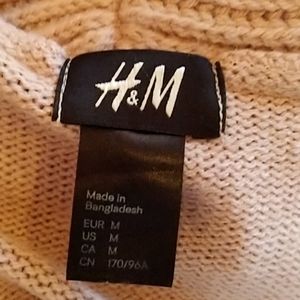 H&M
Made in
Bangladesh
EUR M
US M
CA M
CN 170/96A